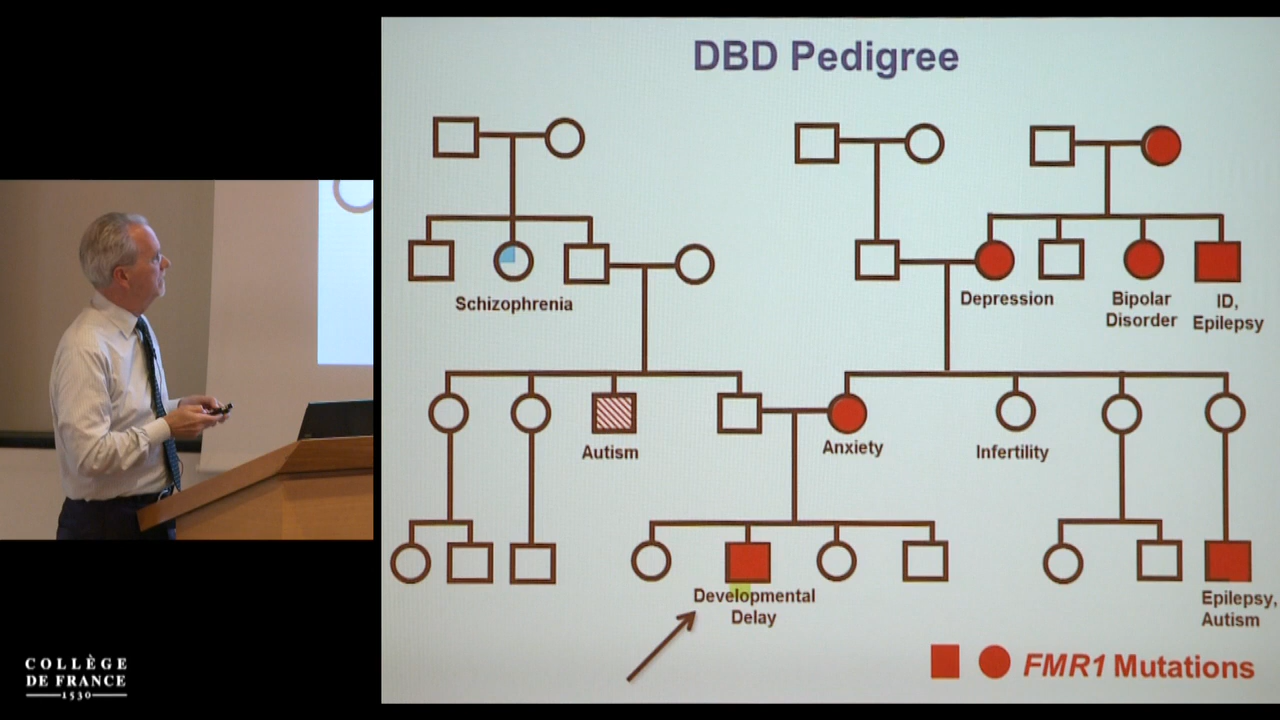 DBD Pedigree
Schizophrenia
Depression
Bipolar
Disorder
ID,
Epilepsy
Autism
Anxiety
Infertility
Developmental
Delay
Epilepsy,
Autism
FMR1 Mutations
COLLÈGE
DE FRANCE
1530